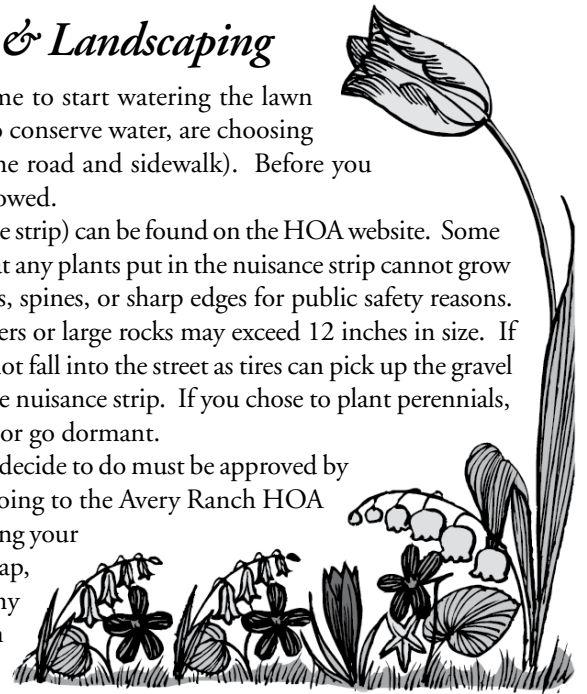 & Landscaping
me to start watering the lawn
conserve water, are choosing
he road and sidewalk). Before you
owed.
e strip) can be found on the HOA website. Some
at any plants put in the nuisance strip cannot grow
s, spines, or sharp edges for public safety reasons.
ers or large rocks may exceed 12 inches in size. If
ot fall into the street as tires can pick up the gravel
e nuisance strip. If you chose to plant perennials,
or go dormant.
decide to do must be approved by
oing to the Avery Ranch HOA
ng your
ap,
ny